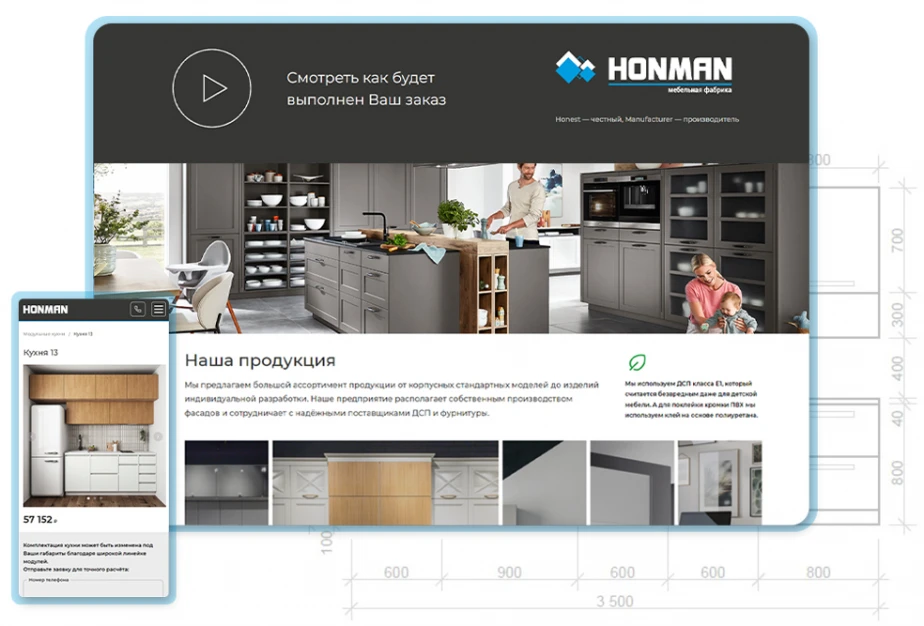 Смотреть как будет
выполнен Ваш заказ
HONMAN
мебельная фабрика
Honest — честный, Manufacturer — производитель
Наша продукция
Мы предлагаем большой ассортимент продукции от корпусных стандартных моделей до изделий
индивидуальной разработки. Наше предприятие располагает собственным производством
фасадов и сотрудничает с надёжными поставщиками ДСП и фурнитуры.
Мы используем ДСП класса E1, который
считается безвредным даже для детской
мебели. А для поклейки кромки ПВХ мы
используем клей на основе полиуретана.
HONMAN
Модульные кухни / Кухня 13
Кухня 13
57 152 ₽
Комплектация кухни может быть изменена под
Ваши габариты благодаря широкой линейке
модулей.
Отправьте заявку для точного расчёта:
Номер телефона
800
700
300
400
40
800
100
600
900
600
600
800
3 500